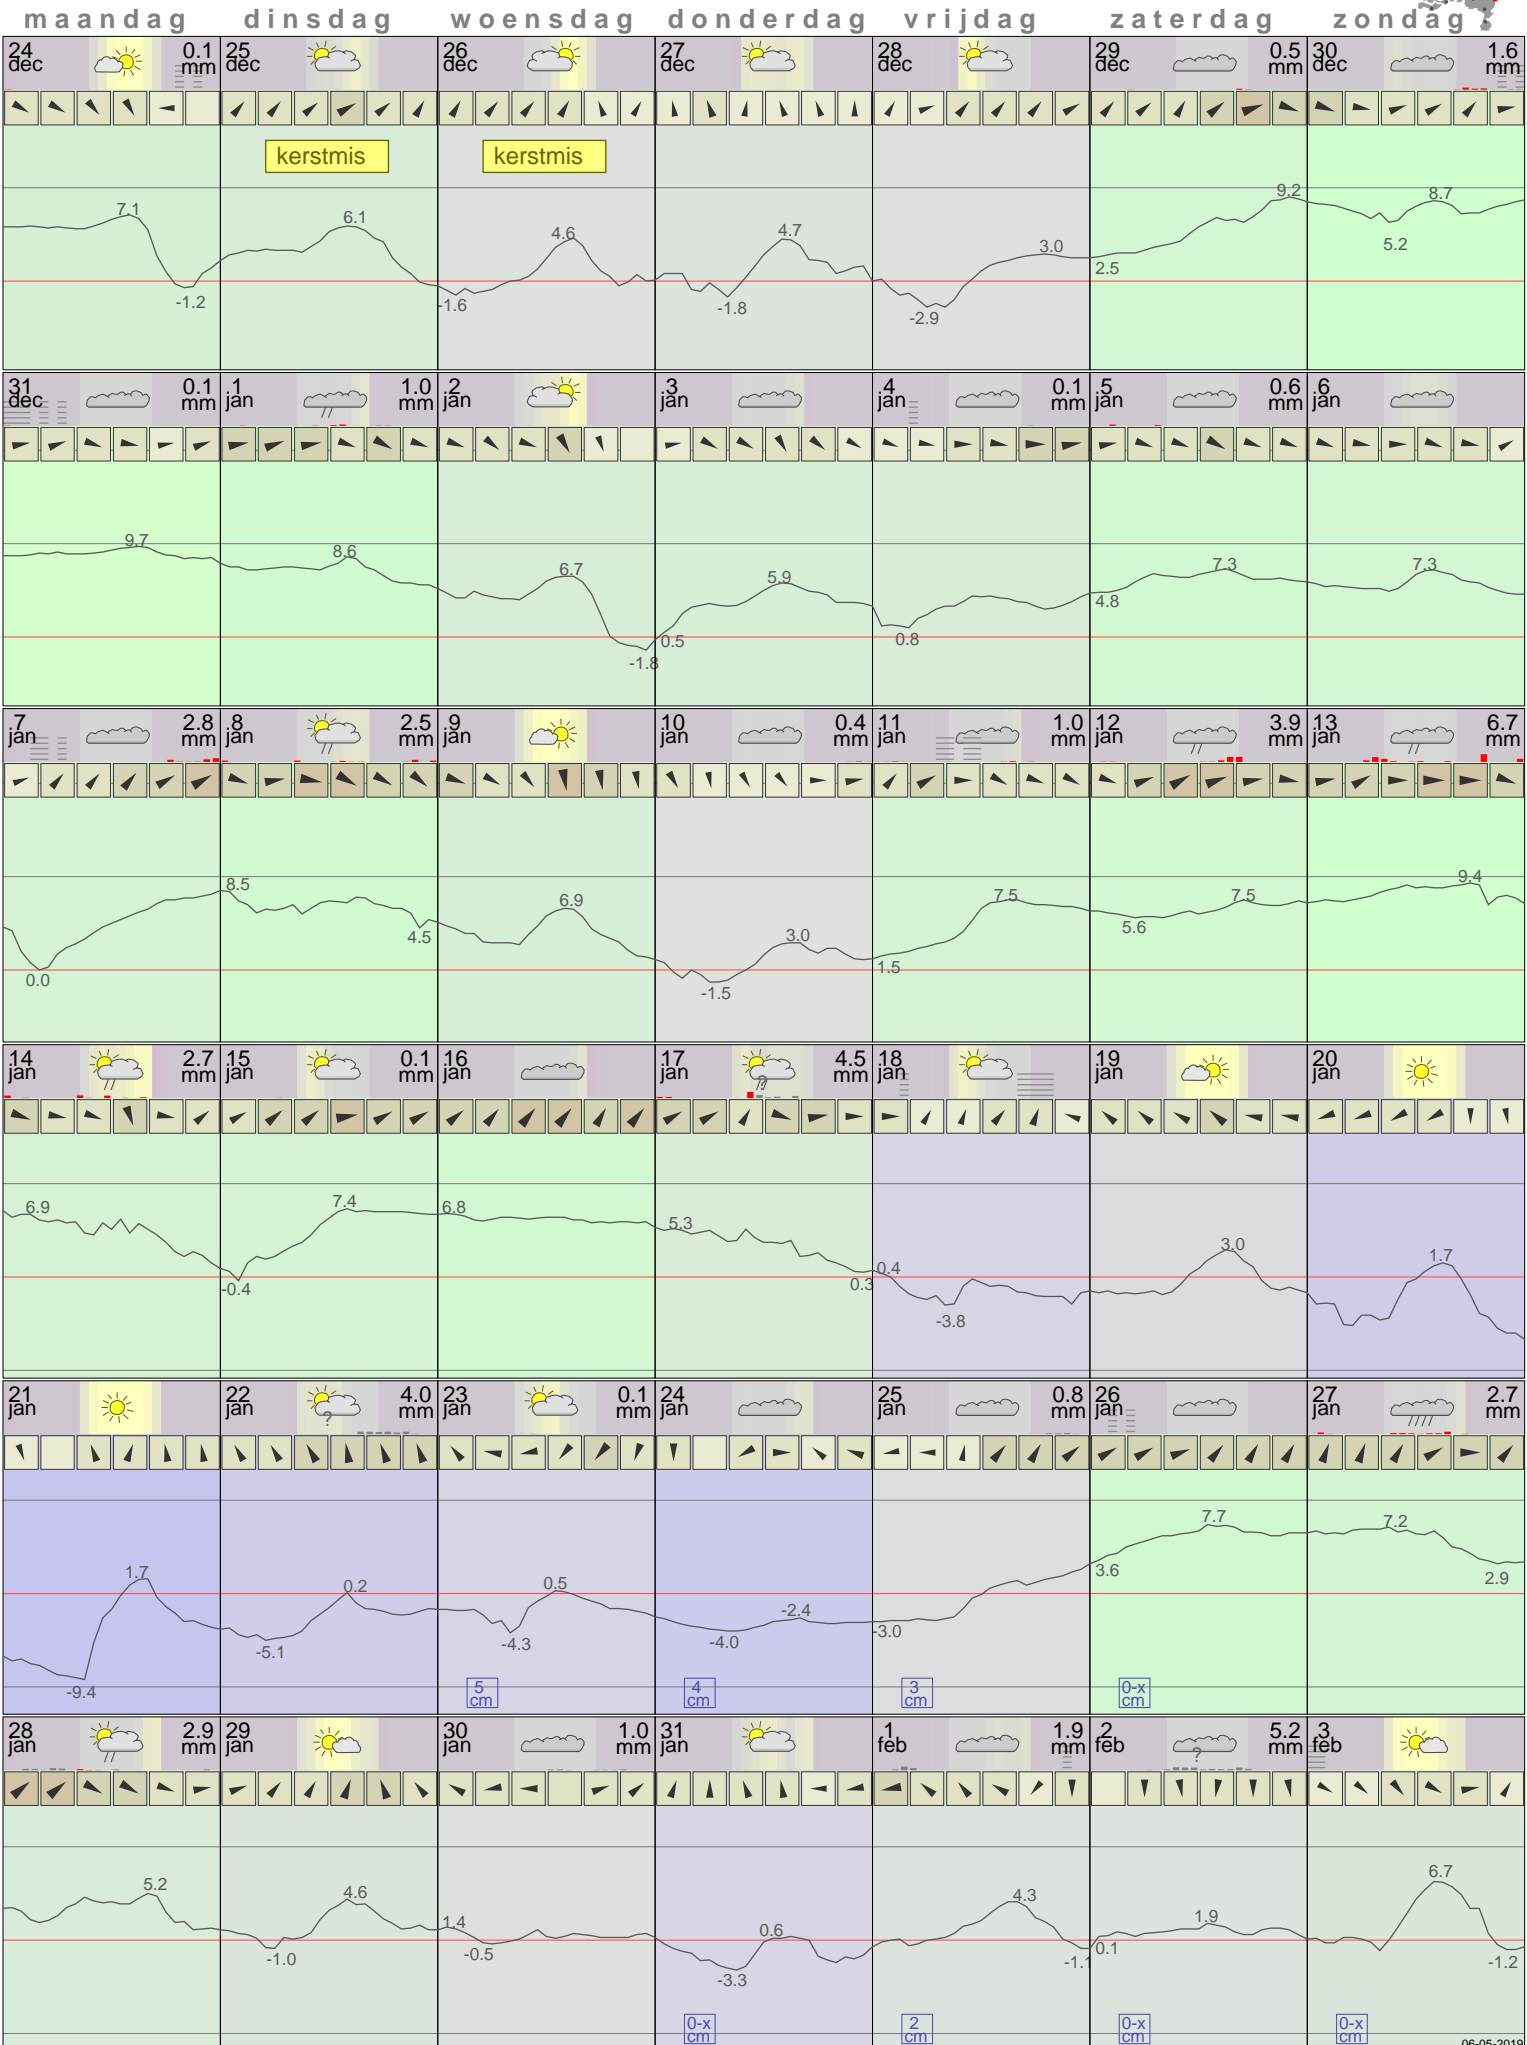 maandag dinsdag woensdag donderdag vrijdag zaterdag zondag
24 dec 0.1 mm 25 dec 26 dec 27 dec 28 dec 29 dec 0.5 mm 30 dec 1.6 mm
kerstmis kerstmis
7.1 -1.2 6.1 -1.6 4.6 -1.8 4.7 -2.9 3.0 2.5 9.2 5.2 8.7
31 dec 0.1 mm 1 jan 1.0 mm 2 jan 3 jan 4 jan 0.1 mm 5 jan 0.6 mm 6 jan
9.7 8.6 6.7 -1.8 0.5 5.9 0.8 4.8 7.3 7.3
7 jan 2.8 mm 8 jan 2.5 mm 9 jan 10 jan 0.4 mm 11 jan 1.0 mm 12 jan 3.9 mm 13 jan 6.7 mm
0.0 8.5 4.5 6.9 -1.5 3.0 1.5 7.5 5.6 7.5 9.4
14 jan 2.7 mm 15 jan 0.1 mm 16 jan 17 jan ? 4.5 mm 18 jan 19 jan 20 jan
6.9 -0.4 7.4 6.8 5.3 0.3 0.4 -3.8 3.0 1.7
21 jan 22 jan ? 4.0 mm 23 jan 0.1 mm 24 jan 25 jan 0.8 mm 26 jan 27 jan 2.7 mm
-9.4 1.7 -5.1 0.2 -4.3 0.5 -4.0 -2.4 -3.0 3.6 7.7 7.2 2.9
5 cm 4 cm 3 cm 0-x cm
28 jan 2.9 mm 29 jan 30 jan 1.0 mm 31 jan 1 feb 1.9 mm 2 feb ? 5.2 mm 3 feb
5.2 -1.0 4.6 1.4 -0.5 -3.3 0.6 4.3 -1.1 0.1 1.9 6.7 -1.2
0-x cm 2 cm 0-x cm 0-x cm
06-05-2019